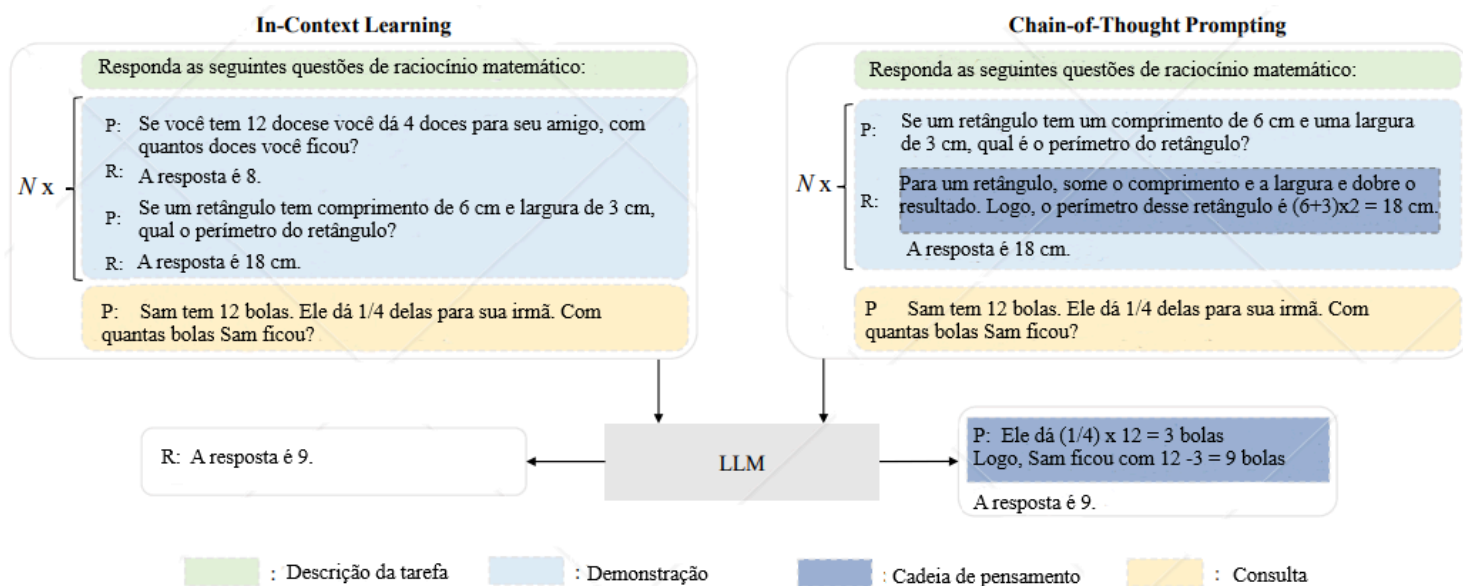 In-Context Learning
Responda as seguintes questões de raciocínio matemático:
N x
P: Se você tem 12 docese você dá 4 doces para seu amigo, com
quantos doces você ficou?
R: A resposta é 8.
P: Se um retângulo tem comprimento de 6 cm e largura de 3 cm,
qual o perímetro do retângulo?
R: A resposta é 18 cm.
P: Sam tem 12 bolas. Ele dá 1/4 delas para sua irmã. Com
quantas bolas Sam ficou?
Chain-of-Thought Prompting
Responda as seguintes questões de raciocínio matemático:
N x
P: Se um retângulo tem um comprimento de 6 cm e uma largura
de 3 cm, qual é o perímetro do retângulo?
R: Para um retângulo, some o comprimento e a largura e dobre o
resultado. Logo, o perímetro desse retângulo é (6+3)x2 = 18 cm.
A resposta é 18 cm.
P Sam tem 12 bolas. Ele dá 1/4 delas para sua irmã. Com
quantas bolas Sam ficou?
R: A resposta é 9.
LLM
P: Ele dá (1/4) x 12 = 3 bolas
Logo, Sam ficou com 12 -3 = 9 bolas
A resposta é 9.
: Descrição da tarefa
: Demonstração
: Cadeia de pensamento
: Consulta